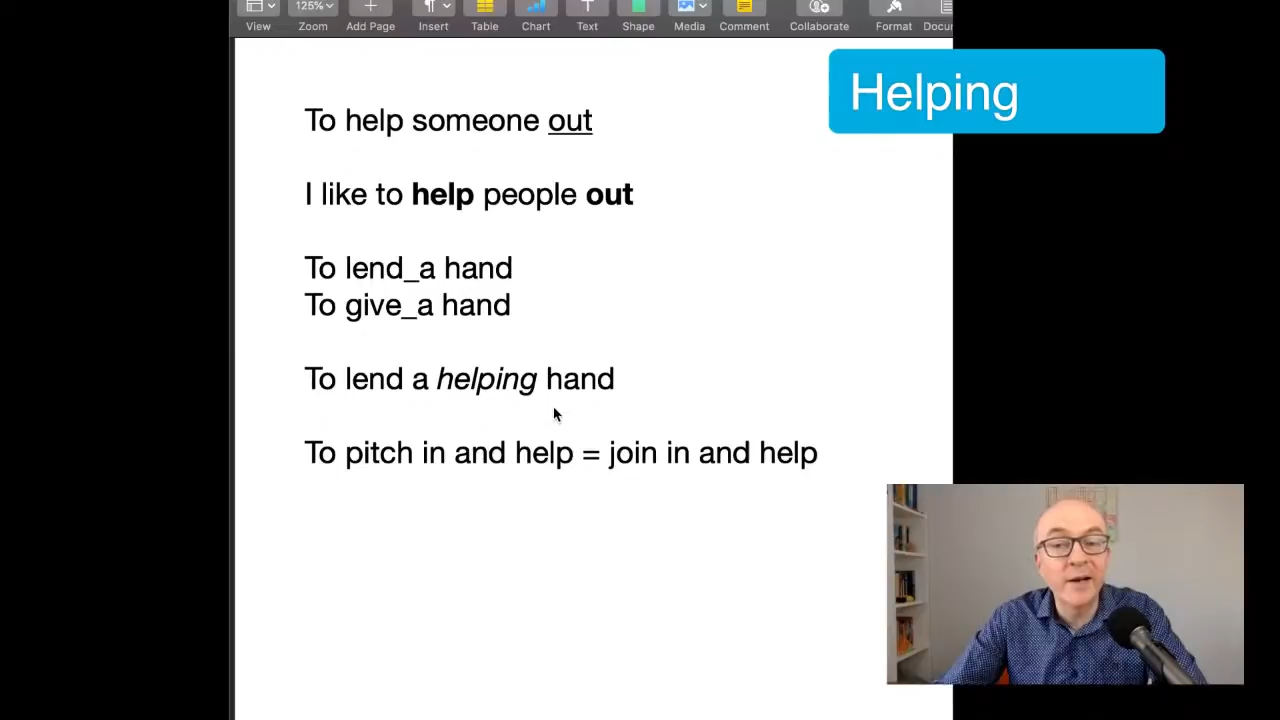 125%
View
Zoom
Add Page
Insert
Table
Chart
Text
Shape
Media
Comment
Collaborate
Format
Docu
Helping
To help someone out
I like to help people out
To lend_a hand
To give_a hand
To lend a helping hand
To pitch in and help = join in and help